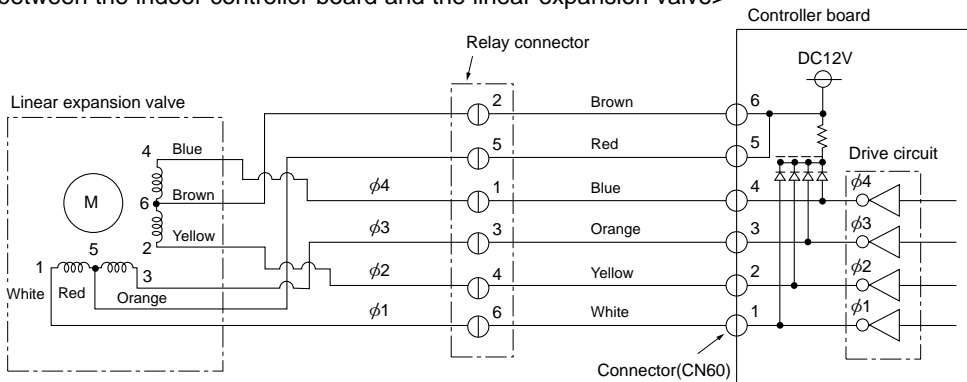 between the indoor controller board and the linear expansion valve>
Controller board
Relay connector
DC12V
Linear expansion valve
2 Brown 6
5 Red 5
Drive circuit
4 Blue
ϕ4 1 Blue 4 ϕ4
M 6 Brown
ϕ3 3 Orange 3 ϕ3
2 Yellow
5
ϕ2 4 Yellow 2 ϕ2
1 3
White Red Orange
ϕ1 6 White 1 ϕ1
Connector(CN60)